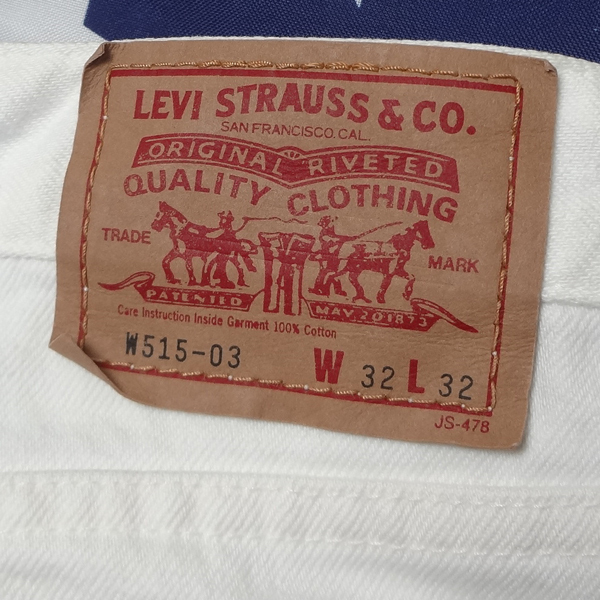 LEVI STRAUSS & CO.
SAN FRANCISCO, CAL.
ORIGINAL RIVETED
QUALITY CLOTHING
TRADE MARK
PATENTED MAY 20 1873
Care Instruction Inside Garment 100% Cotton
W515-03 W 32 L 32
JS-478